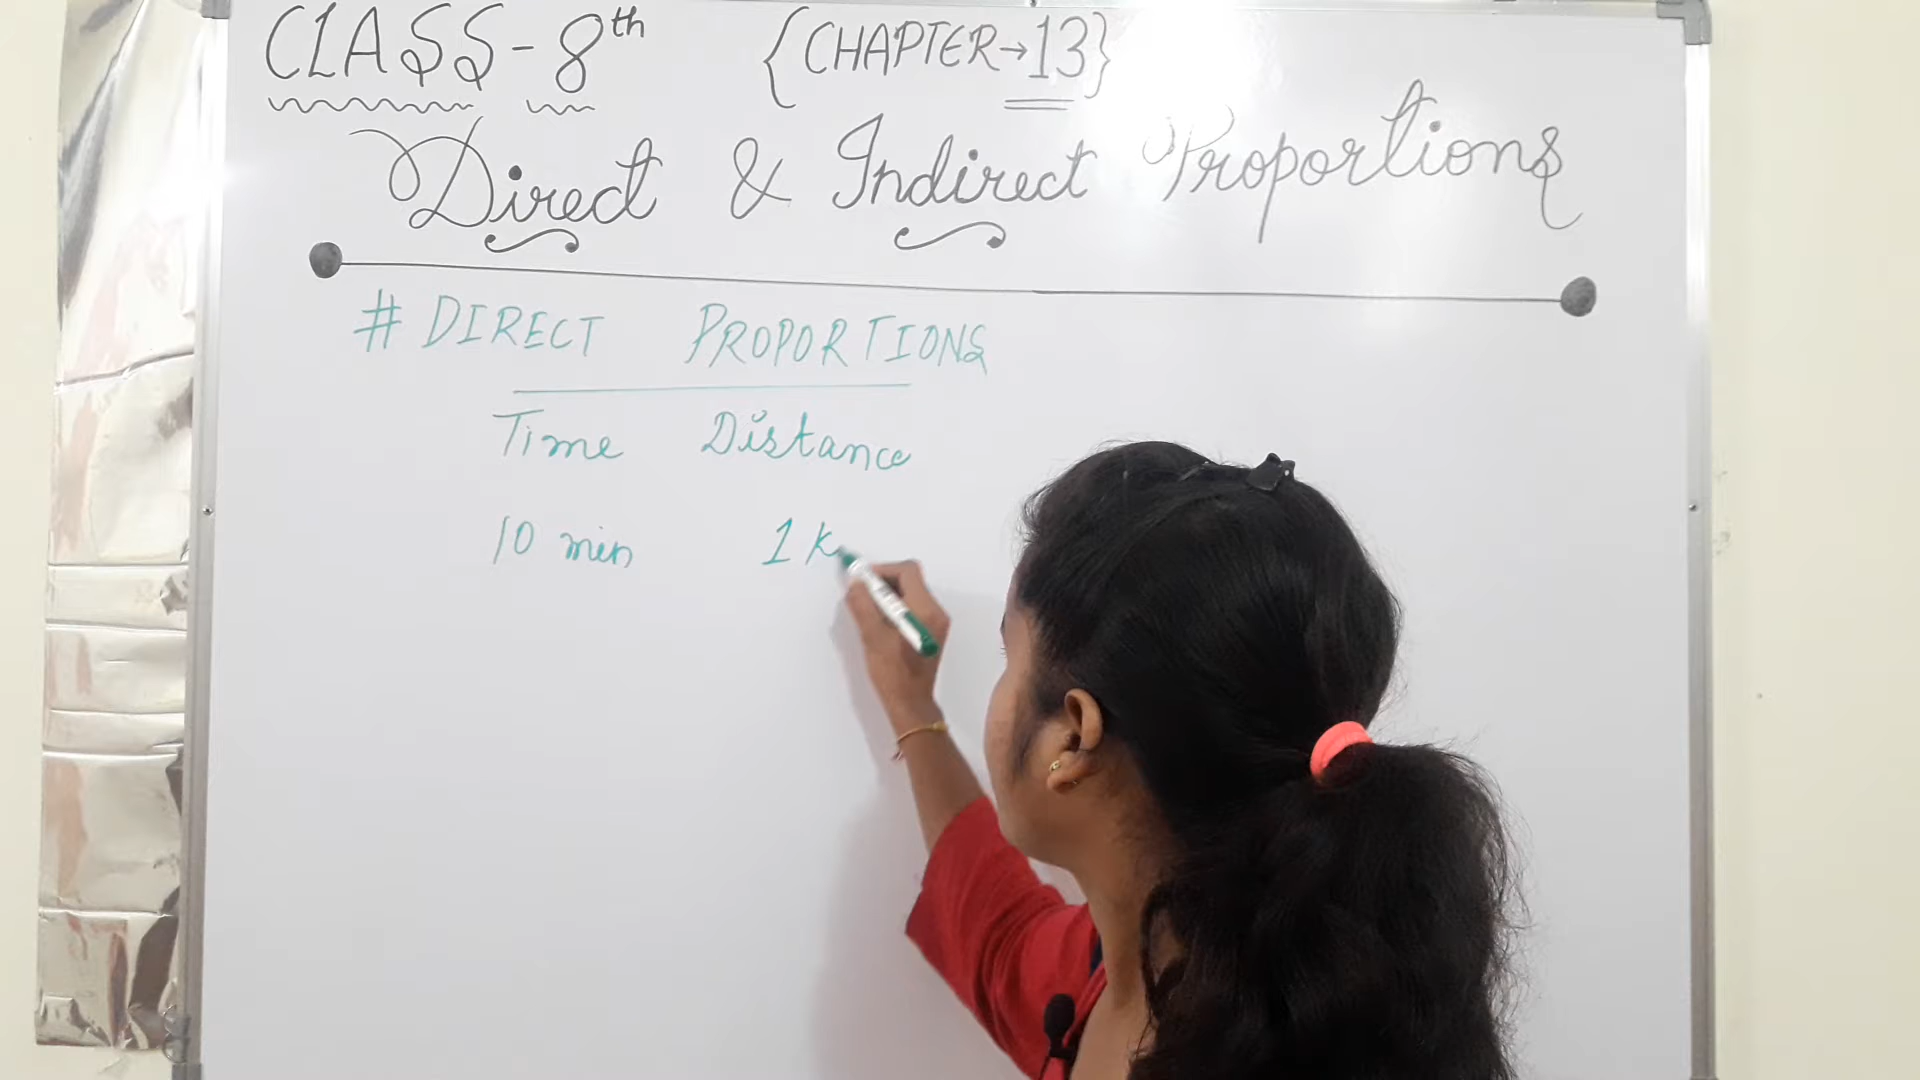 CLASS - 8th {CHAPTER→13}
Direct & Indirect Proportions
# DIRECT PROPORTIONS
Time Distance
10 min 1 k